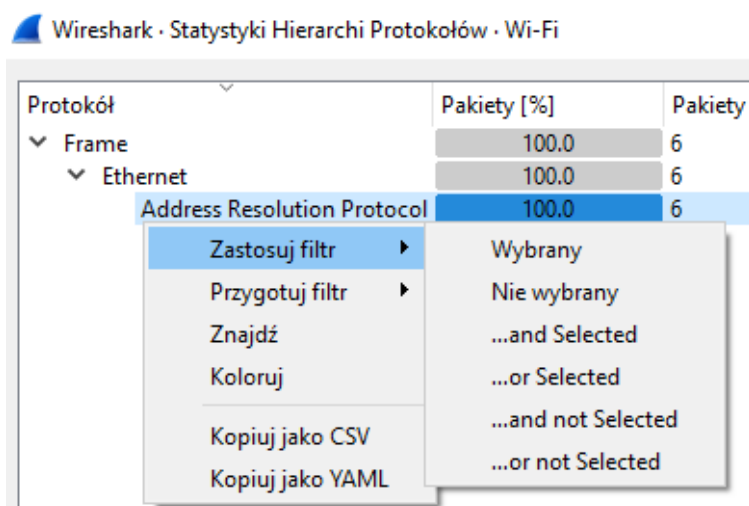 Wireshark · Statystyki Hierarchi Protokołów · Wi-Fi
Protokół Pakiety [%] Pakiety
Frame 100.0 6
Ethernet 100.0 6
Address Resolution Protocol 100.0 6
Zastosuj filtr Wybrany
Przygotuj filtr Nie wybrany
Znajdź ...and Selected
Koloruj ...or Selected
Kopiuj jako CSV ...and not Selected
Kopiuj jako YAML ...or not Selected